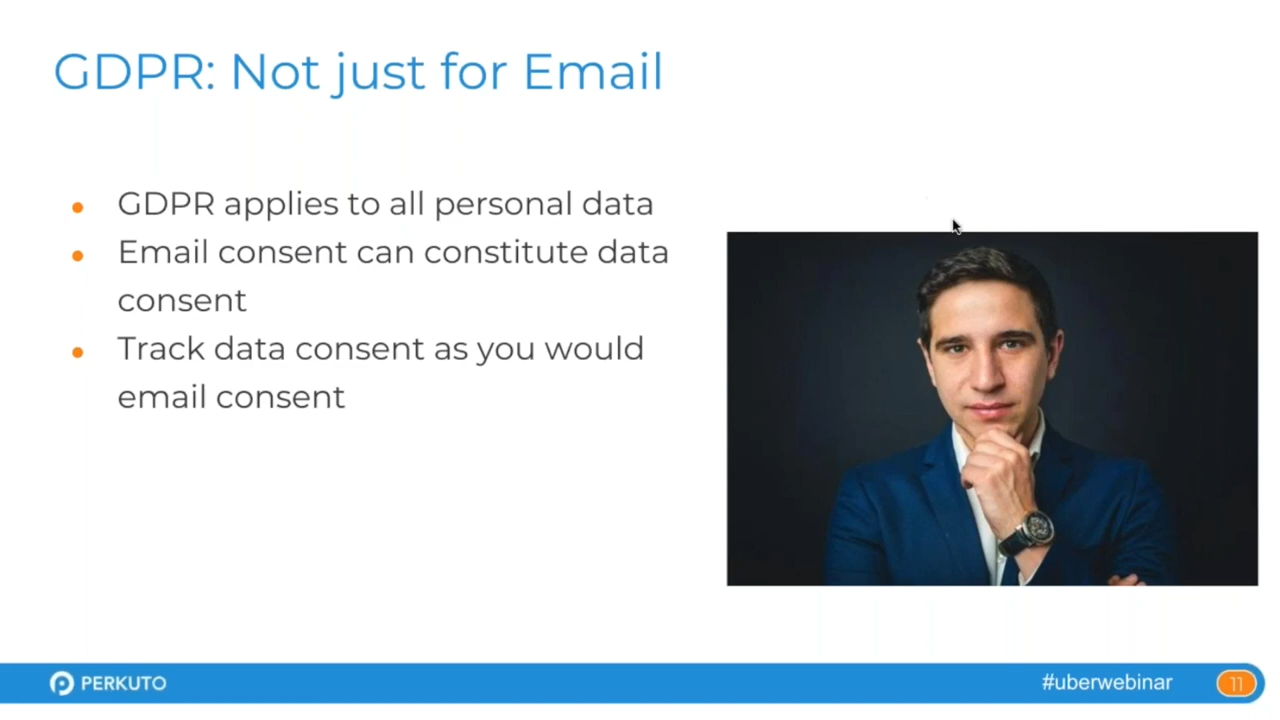 GDPR: Not just for Email
GDPR applies to all personal data
Email consent can constitute data
consent
Track data consent as you would
email consent
PERKUTO
#uberwebinar
11